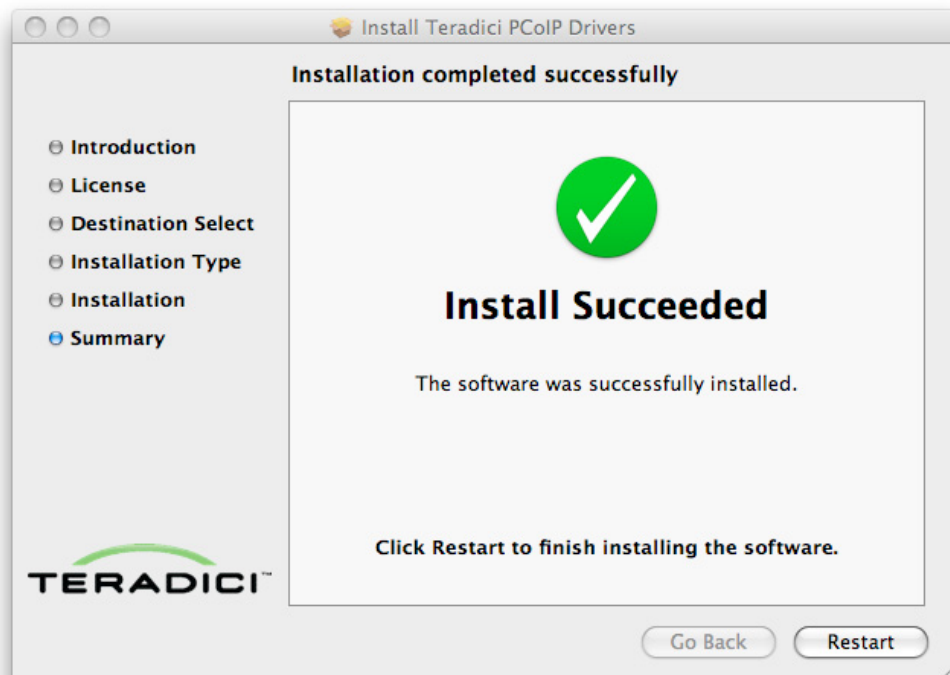 Install Teradici PCoIP Drivers
Installation completed successfully
Introduction
License
Destination Select
Installation Type
Installation
Summary
Install Succeeded
The software was successfully installed.
Click Restart to finish installing the software.
TERADICI™
Go Back
Restart